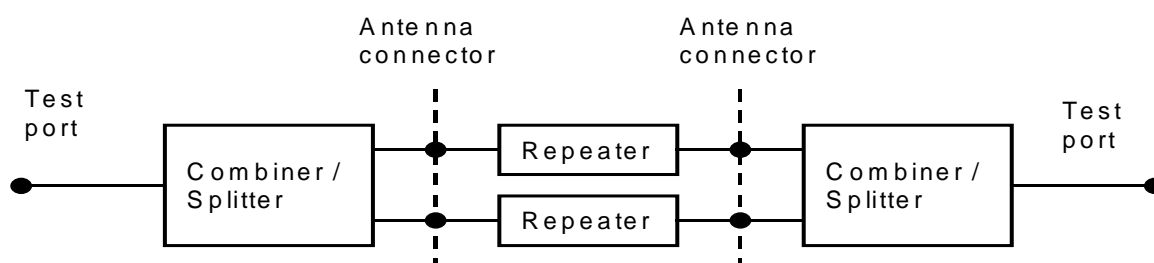 Antenna
connector
Antenna
connector
Test
port
Test
port
Combiner /
Splitter
Repeater
Repeater
Combiner /
Splitter